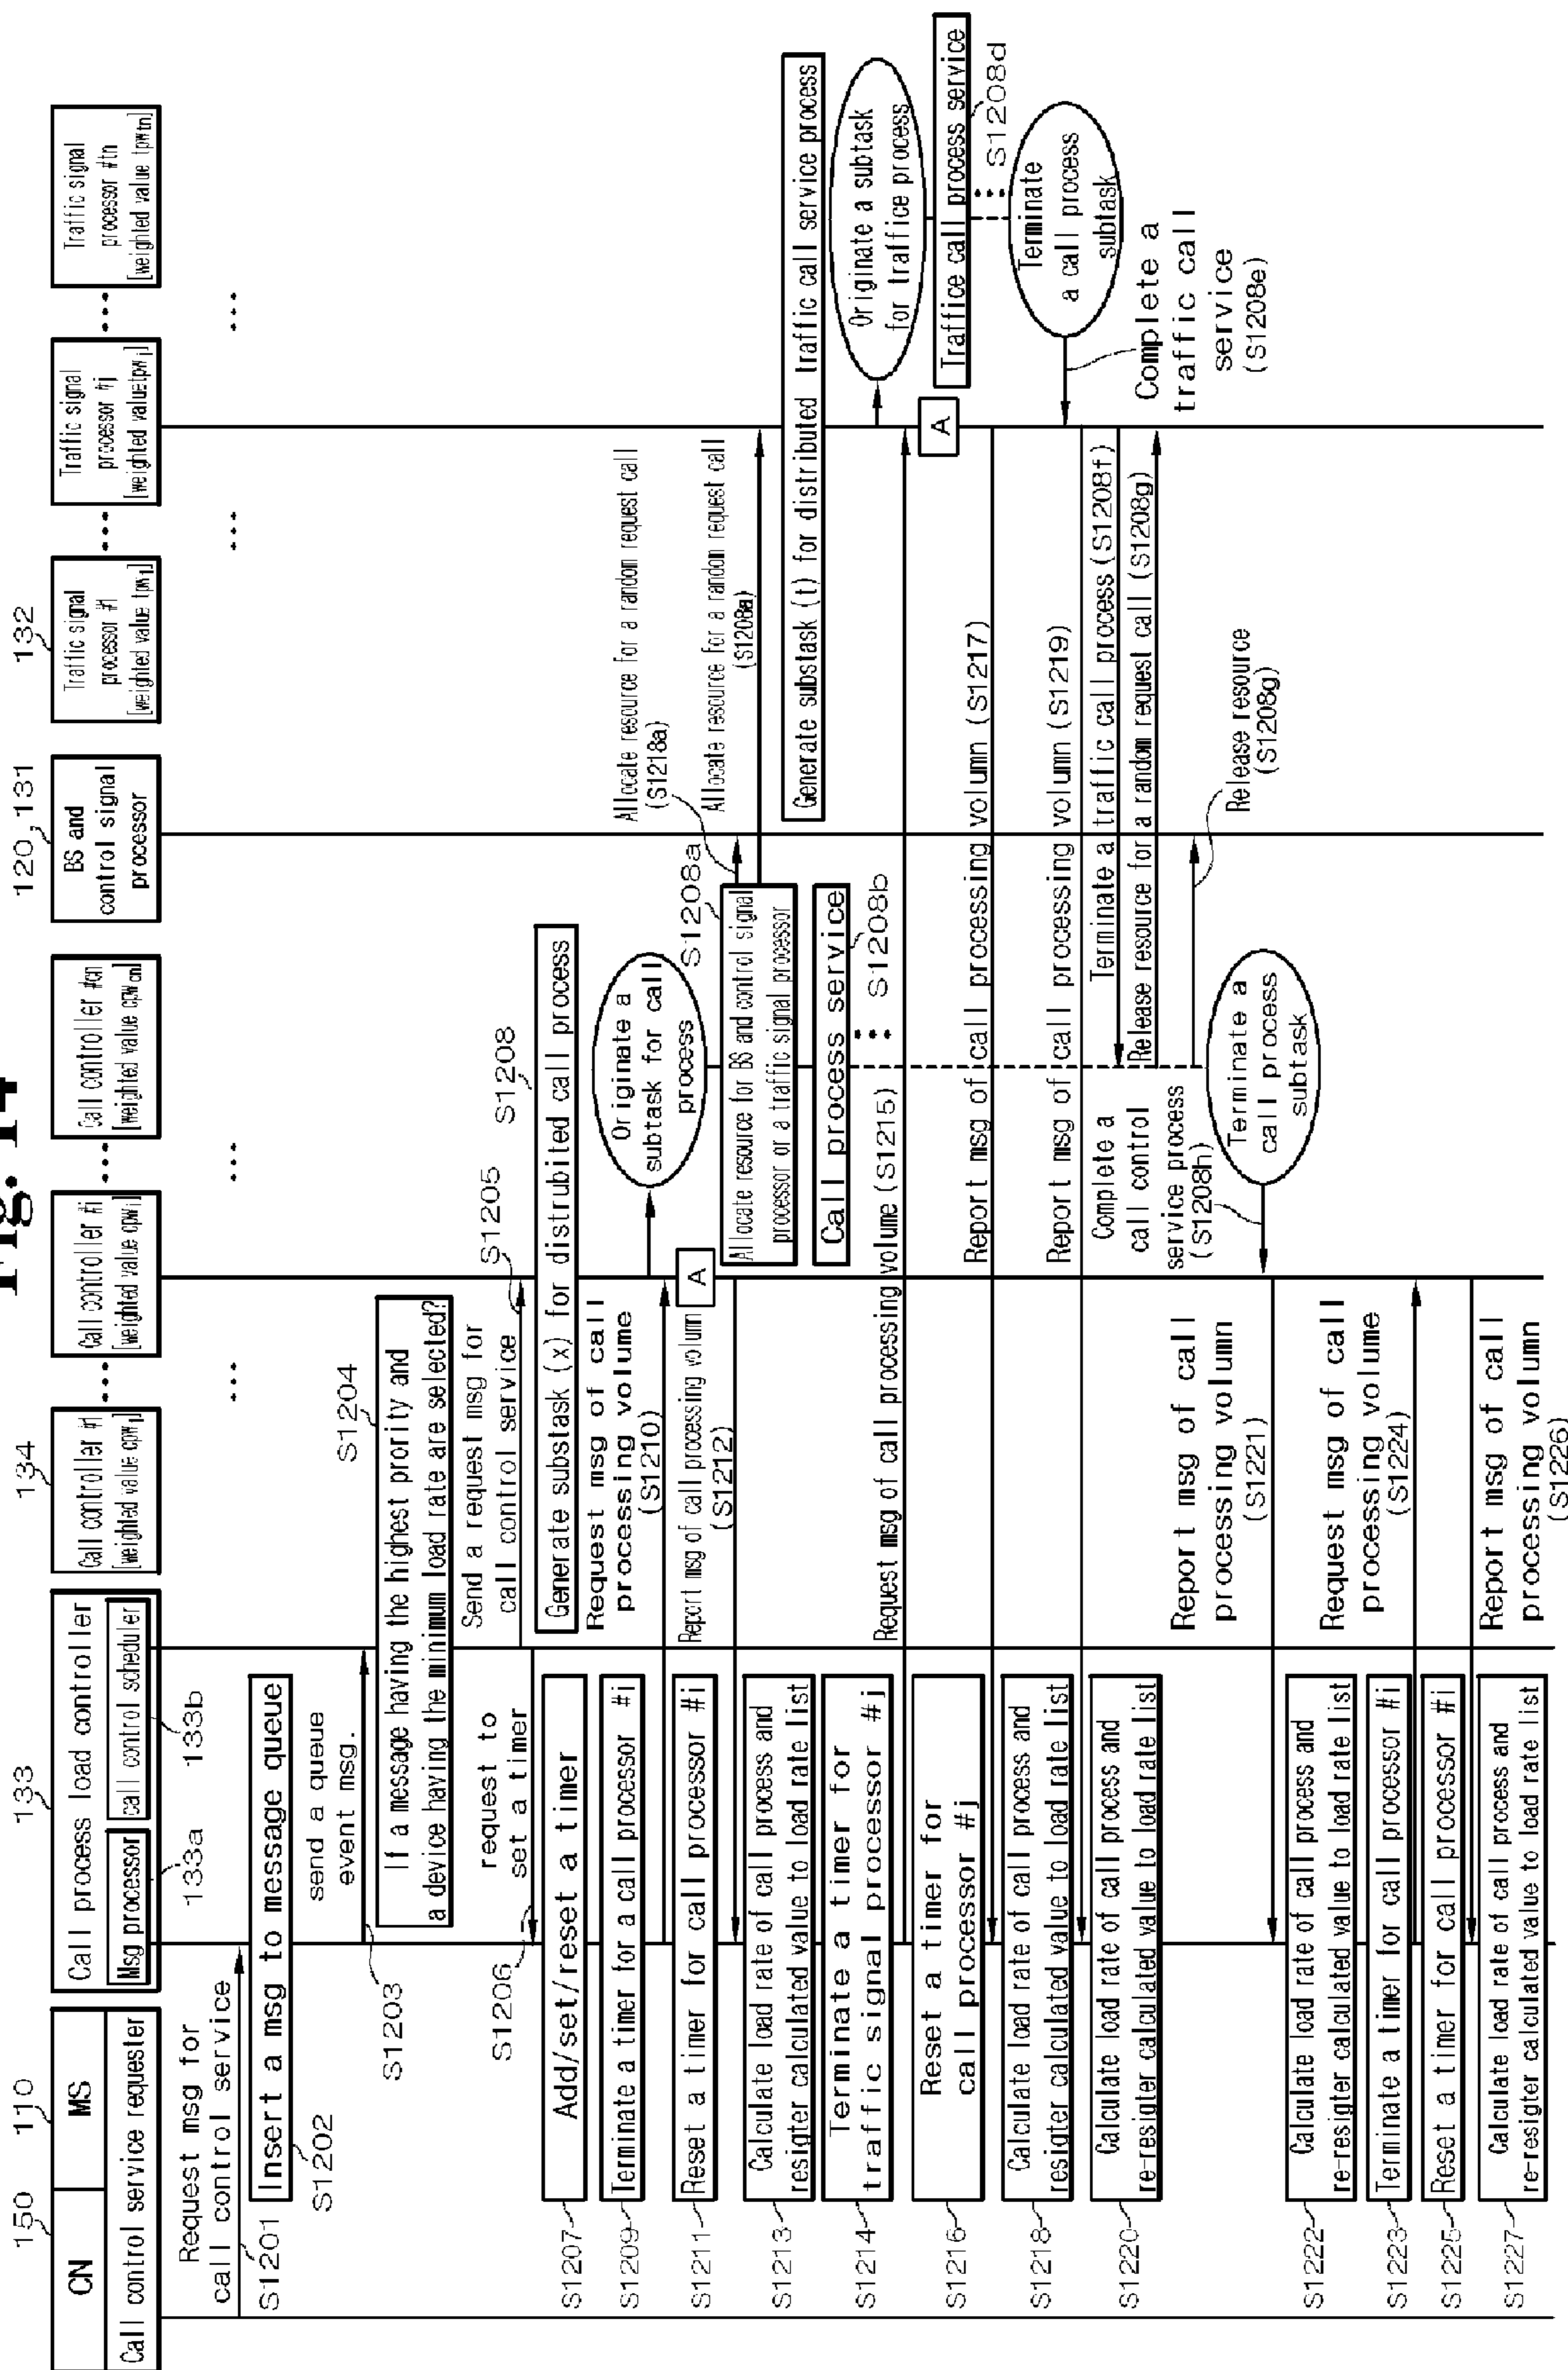 Fig. 14
150
110
133
134
120,131
132
CN
MS
Call control service requester
Call process load controller
Msg processor
call control scheduler
133a
133b
Call controller #1
[weighted value cpw1]
•••
Call controller #i
[weighted value cpwi]
•••
Call controller #cn
[weighted value cpwcn]
BS and
control signal
processor
Traffic signal
processor #1
[weighted value tpw1]
•••
Traffic signal
processor #j
[weighted valuetpwj]
•••
Traffic signal
processor #tn
[weighted value tpwtn]
•••
•••
•••
•••
Request msg for
call control service
S1201
Insert a msg to message queue
S1202
send a queue
event msg.
S1203
S1204
If a message having the highest prority and
a device having the minimum load rate are selected?
Send a request msg for
call control service
S1205
request to
set a timer
S1206
S1207
Add/set/reset a timer
Generate substask (x) for distrubited call process
S1208
S1209
Terminate a timer for a call processor #i
Request msg of call
processing volume
(S1210)
Originate a
subtask for call
process
S1211
Reset a timer for call processor #i
A
Report msg of call processing volumn
(S1212)
S1208a
Allocate resource for BS and control signal
processor or a traffic signal processor
Allocate resource for a random request call
(S1218a)
Allocate resource for a random request call
(S1208a)
S1213
Calculate load rate of call process and
resigter calculated value to load rate list
Call process service
S1208b
Generate substask (t) for distributed traffic call service process
S1214
Terminate a timer for
traffic signal processor #j
Originate a subtask
for traffice process
Request msg of call processing volume (S1215)
S1216
Reset a timer for
call processor #j
A
Traffice call process service
S1208d
Report msg of call processing volumn (S1217)
S1218
Calculate load rate of call process and
resigter calculated value to load rate list
Terminate
a call process
subtask
Complete a
traffic call
service
(S1208e)
Report msg of call processing volumn (S1219)
S1220
Calculate load rate of call process and
re-resigter calculated value to load rate list
Terminate a traffic call process (S1208f)
Release resource for a random request call (S1208g)
Release resource
(S1208g)
Complete a
call control
service process
(S1208h)
Terminate a
call process
subtask
Report msg of call
processing volumn
(S1221)
S1222
Calculate load rate of call process and
re-resigter calculated value to load rate list
S1223
Terminate a timer for call processor #i
Request msg of call
processing volume
(S1224)
S1225
Reset a timer for call processor #i
Report msg of call
processing volumn
(S1226)
S1227
Calculate load rate of call process and
re-resigter calculated value to load rate list